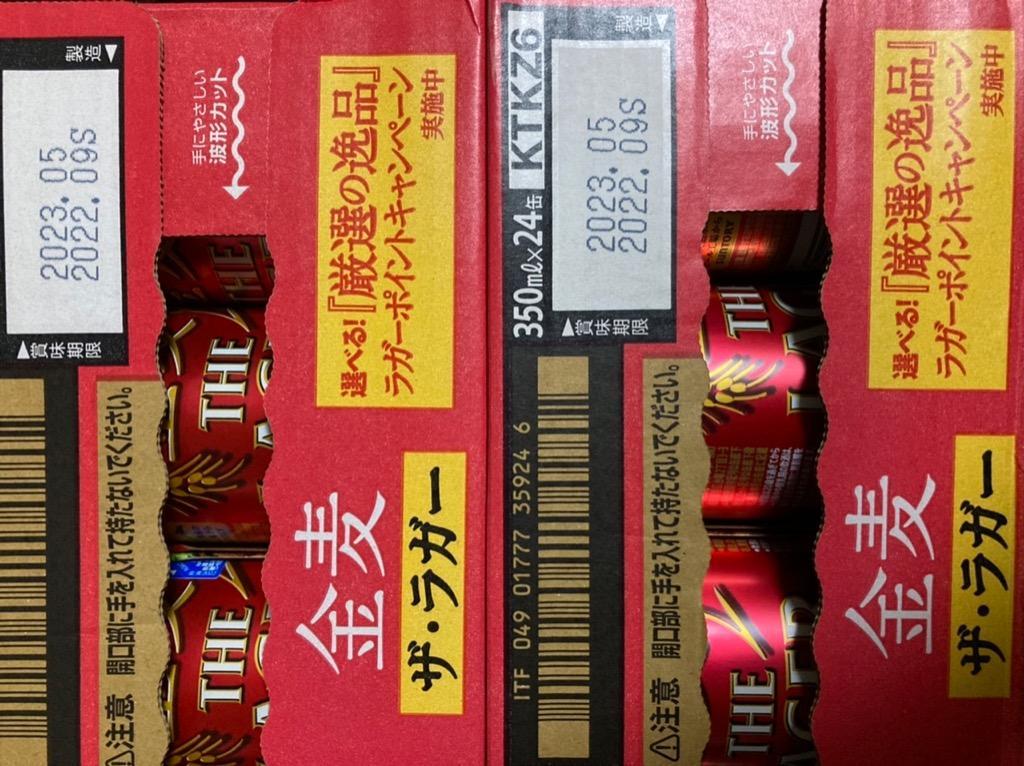 製造
2023.05
2022.09S
賞味期限
手にやさしい
波形カット
選べる!『厳選の逸品』
ラガーポイントキャンペーン
実施中
⚠注意 開口部に手を入れて持たないでください。
THE
THE
THE
金麦
ザ・ラガー
350ml×24缶 KTKZ6
製造
2023.05
2022.09S
賞味期限
ITF 049 01777 35924 6
手にやさしい
波形カット
選べる!『厳選の逸品』
ラガーポイントキャンペーン
実施中
⚠注意 開口部に手を入れて持たないでください。
SUNTORY
THE
THE
金麦
ザ・ラガー